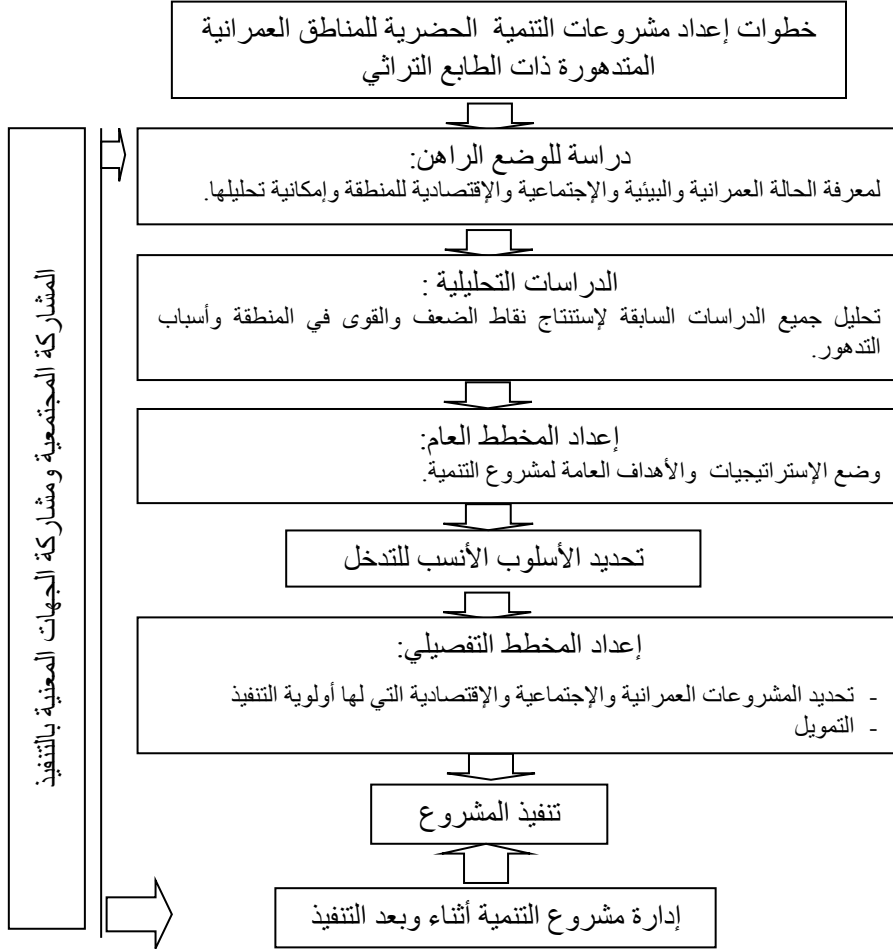 خطوات إعداد مشروعات التنمية الحضرية للمناطق العمرانية
المتدهورة ذات الطابع التراثي
دراسة للوضع الراهن:
لمعرفة الحالة العمرانية والبيئية والإجتماعية والإقتصادية للمنطقة وإمكانية تحليلها.
الدراسات التحليلية :
تحليل جميع الدراسات السابقة لإستنتاج نقاط الضعف والقوى في المنطقة وأسباب
التدهور.
إعداد المخطط العام:
وضع الإستراتيجيات والأهداف العامة لمشروع التنمية.
تحديد الأسلوب الأنسب للتدخل
إعداد المخطط التفصيلي:
- تحديد المشروعات العمرانية والإجتماعية والإقتصادية التي لها أولوية التنفيذ
- التمويل
تنفيذ المشروع
إدارة مشروع التنمية أثناء وبعد التنفيذ
المشاركة المجتمعية ومشاركة الجهات المعنية بالتنفيذ